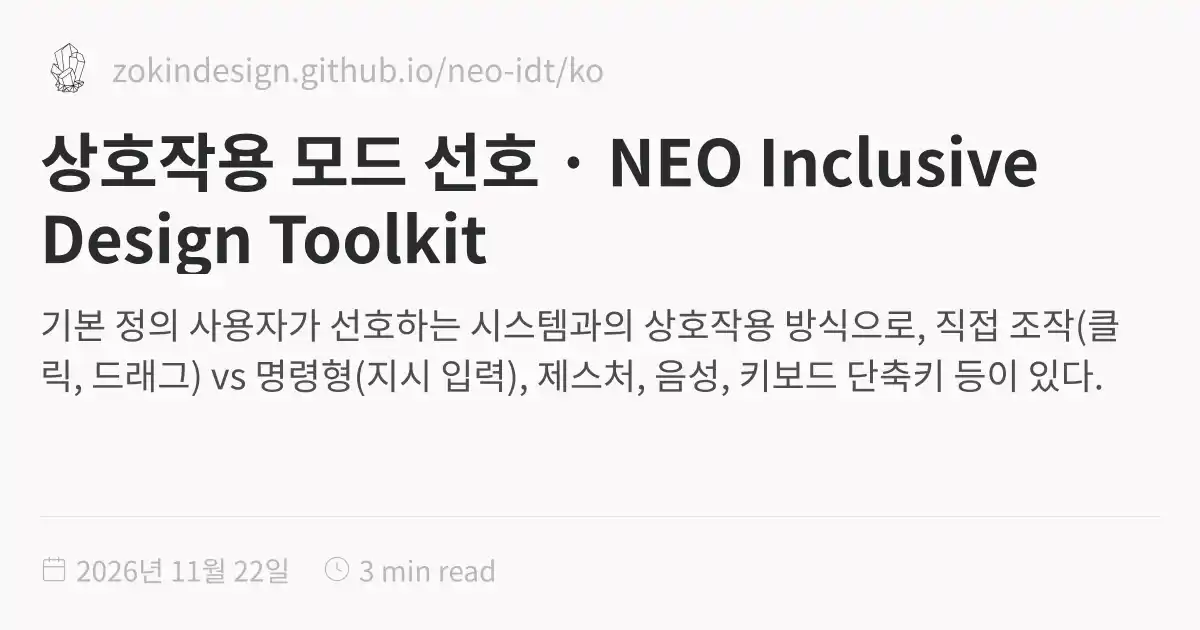 zokindesign.github.io/neo-idt/ko
상호작용 모드 선호 · NEO Inclusive
Design Toolkit
기본 정의 사용자가 선호하는 시스템과의 상호작용 방식으로, 직접 조작(클
릭, 드래그) vs 명령형(지시 입력), 제스처, 음성, 키보드 단축키 등이 있다.
2026년 11월 22일 3 min read